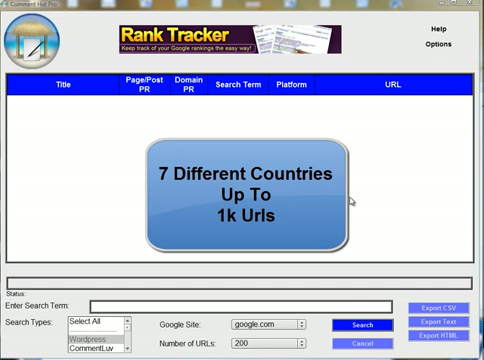 Comment Hut Pro
Rank Tracker
Keep track of your Google rankings the easy way!
Help
Options
Title
Page/Post PR
Domain PR
Search Term
Platform
URL
7 Different Countries
Up To
1k Urls
Status:
Enter Search Term:
Search Types:
Select All
Wordpress
CommentLuv
Google Site:
google.com
Number of URLs:
200
Search
Cancel
Export CSV
Export Text
Export HTML